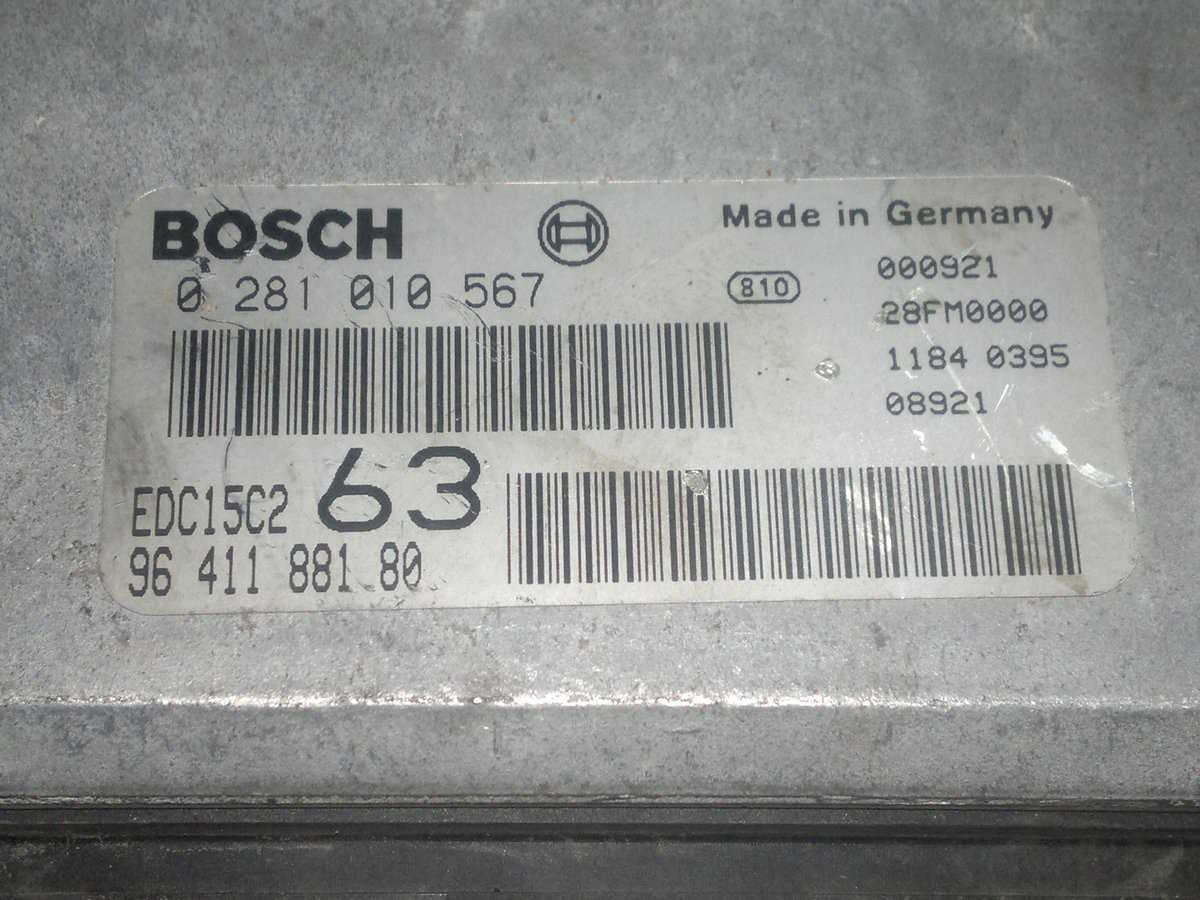 BOSCH
Made in Germany
0 281 010 567
810
000921
28FM0000
1184 0395
08921
EDC15C2 63
96 411 881 80